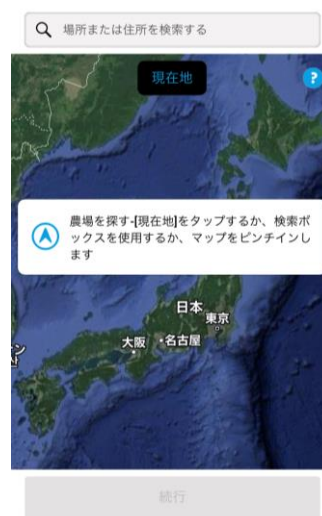 場所または住所を検索する
現在地
?
農場を探す-[現在地]をタップするか、検索ボ
ックスを使用するか、マップをピンチインし
ます
日本
東京
大阪
名古屋
続行